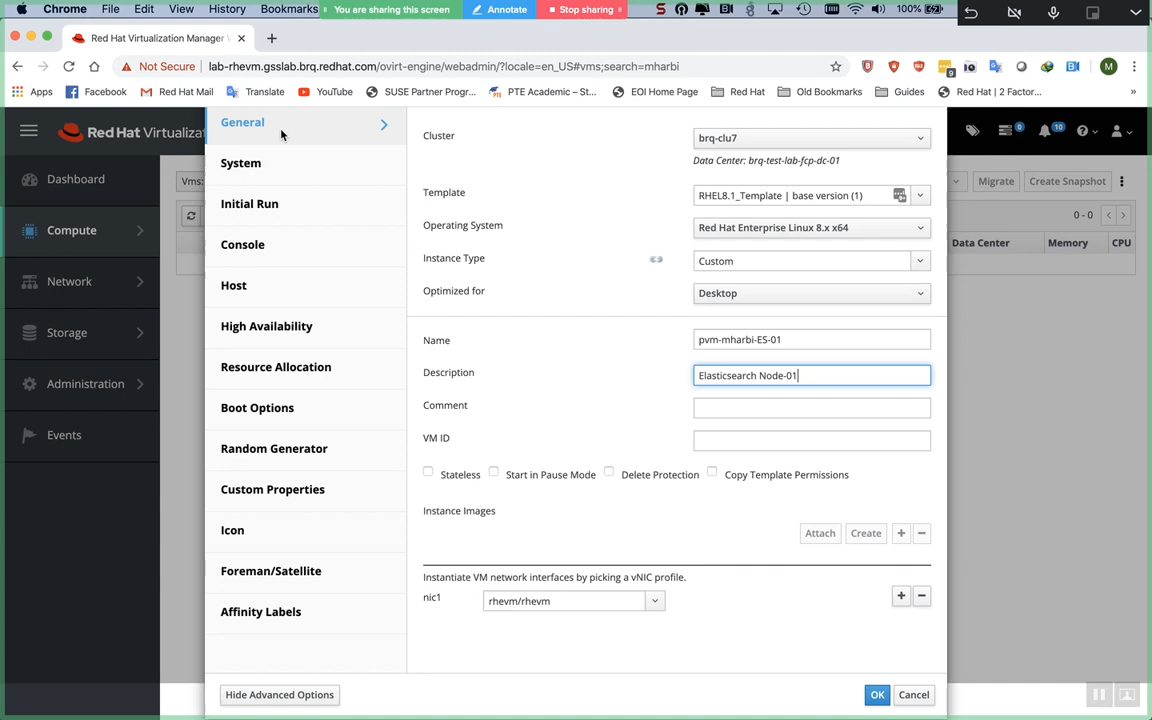 Chrome File Edit View History Bookmarks You are sharing this screen Annotate Stop sharing 100%
Red Hat Virtualization Manager
Not Secure lab-rhevm.gsslab.brq.redhat.com/ovirt-engine/webadmin/?locale=en_US#vms;search=mharbi 9 M
Apps Facebook Red Hat Mail Translate YouTube SUSE Partner Progr... PTE Academic – St... EOI Home Page Red Hat Old Bookmarks Guides Red Hat | 2 Factor...
Red Hat Virtualiza 0 10
Dashboard
Compute
Network
Storage
Administration
Events
Vms: Migrate Create Snapshot
0 - 0
Data Center Memory CPU
General
System
Initial Run
Console
Host
High Availability
Resource Allocation
Boot Options
Random Generator
Custom Properties
Icon
Foreman/Satellite
Affinity Labels
Cluster brq-clu7
Data Center: brq-test-lab-fcp-dc-01
Template RHEL8.1_Template | base version (1)
Operating System Red Hat Enterprise Linux 8.x x64
Instance Type Custom
Optimized for Desktop
Name pvm-mharbi-ES-01
Description Elasticsearch Node-01
Comment
VM ID
Stateless Start in Pause Mode Delete Protection Copy Template Permissions
Instance Images
Attach Create + −
Instantiate VM network interfaces by picking a vNIC profile.
nic1 rhevm/rhevm + −
Hide Advanced Options OK Cancel